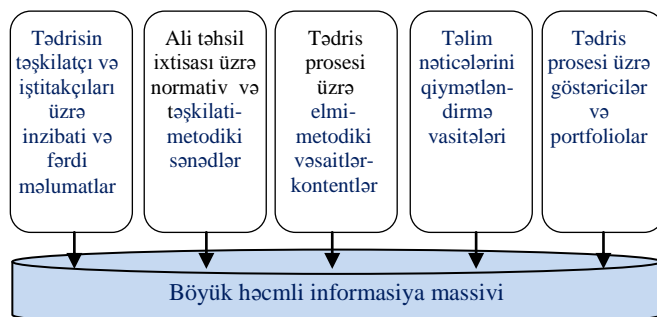 Tədrisin
təşkilatçı və
iştitakçıları
üzrə
inzibati və
fərdi
məlumatlar
Ali təhsil
ixtisası üzrə
normativ və
təşkilati-
metodiki
sənədlər
Tədris
prosesi
üzrə
elmi-
metodiki
vəsaitlər-
kontentlər
Təlim
nəticələrini
qiymətlən-
dirmə
vasitələri
Tədris
prosesi üzrə
göstəricilər
və
portfoliolar
Böyük həcmli informasiya massivi